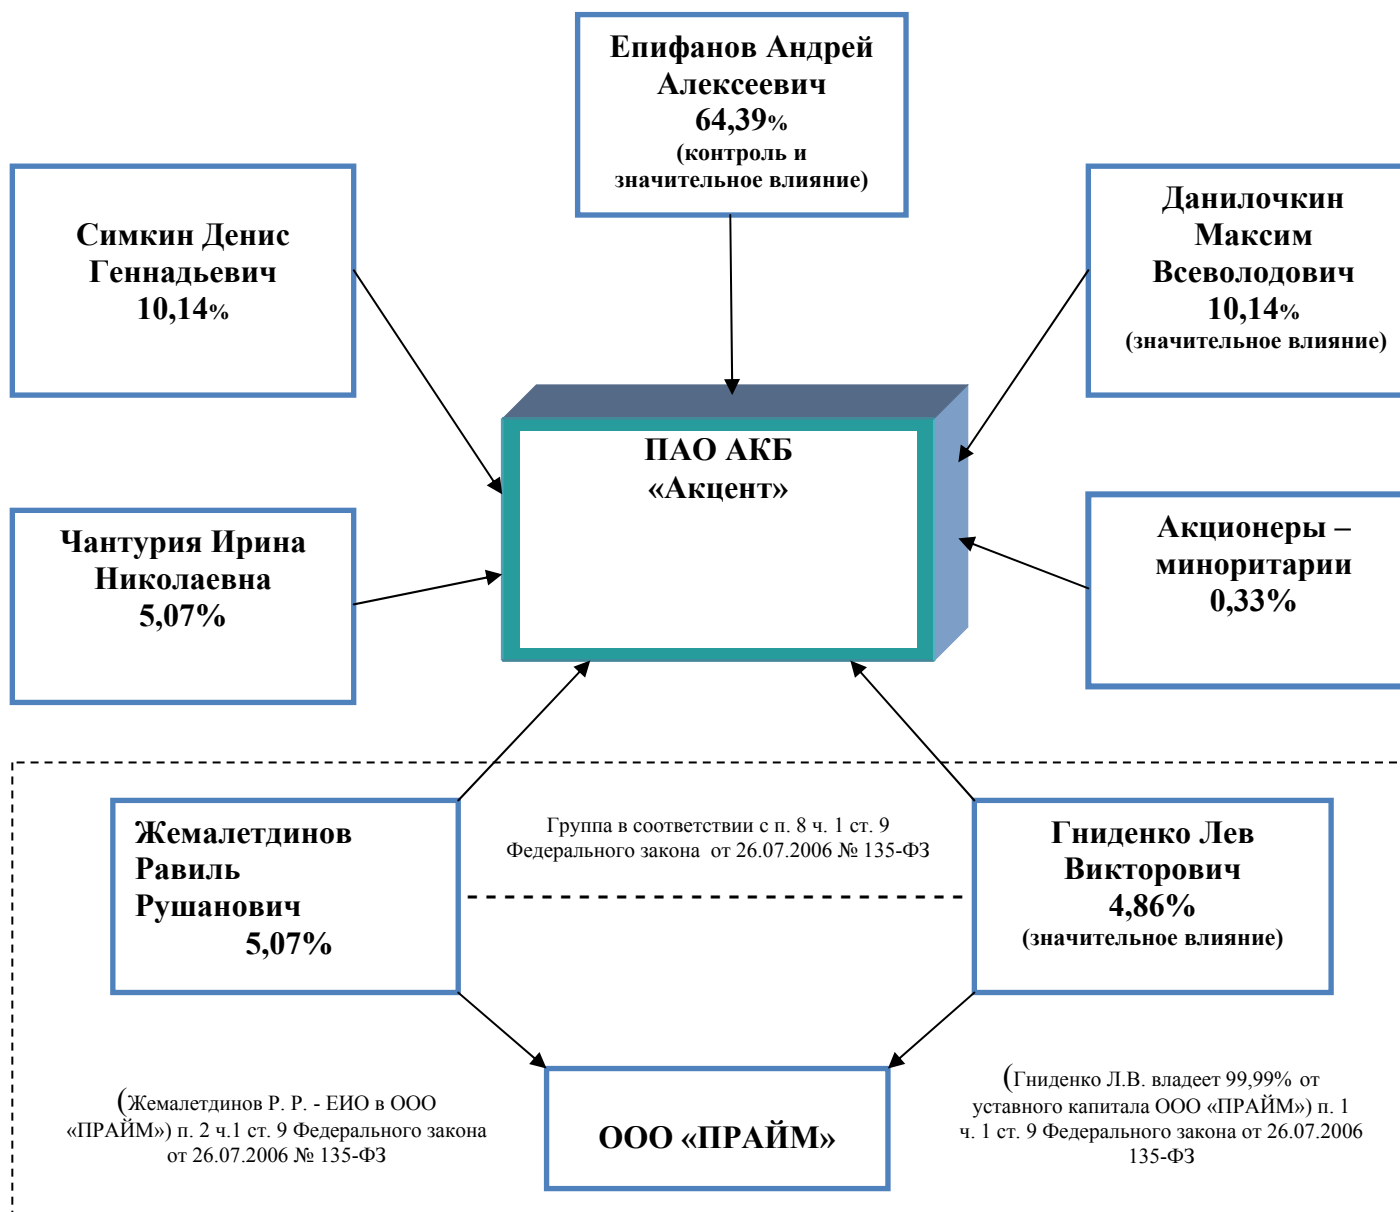 Епифанов Андрей
Алексеевич
64,39%
(контроль и
значительное влияние)
Симкин Денис
Геннадьевич
10,14%
Данилочкин
Максим
Всеволодович
10,14%
(значительное влияние)
ПАО АКБ
«Акцент»
Чантурия Ирина
Николаевна
5,07%
Акционеры –
миноритарии
0,33%
Жемалетдинов
Равиль
Рушанович
5,07%
Группа в соответствии с п. 8 ч. 1 ст. 9
Федерального закона от 26.07.2006 № 135-ФЗ
Гниденко Лев
Викторович
4,86%
(значительное влияние)
(Жемалетдинов Р. Р. - ЕИО в ООО
«ПРАЙМ») п. 2 ч.1 ст. 9 Федерального закона
от 26.07.2006 № 135-ФЗ
ООО «ПРАЙМ»
(Гниденко Л.В. владеет 99,99% от
уставного капитала ООО «ПРАЙМ») п. 1
ч. 1 ст. 9 Федерального закона от 26.07.2006
135-ФЗ